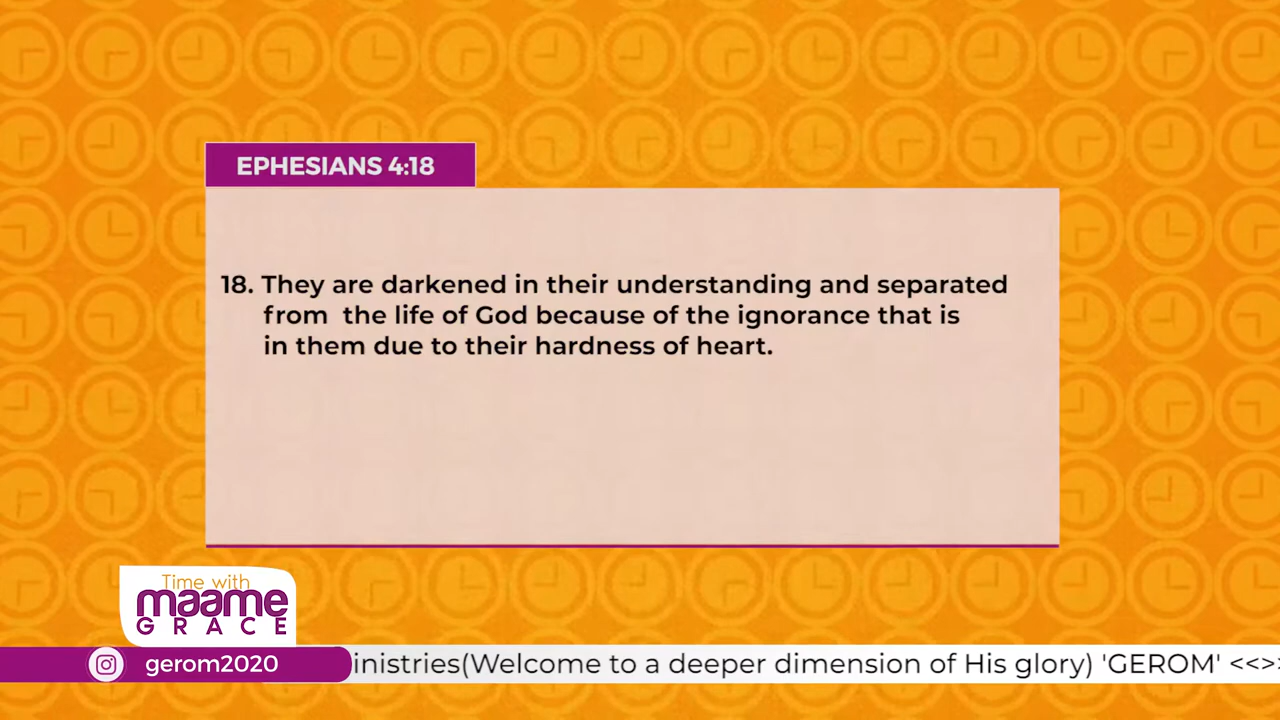 EPHESIANS 4:18
18. They are darkened in their understanding and separated
from the life of God because of the ignorance that is
in them due to their hardness of heart.
Time with
maame
GRACE
gerom2020
inistries(Welcome to a deeper dimension of His glory) 'GEROM' <<>